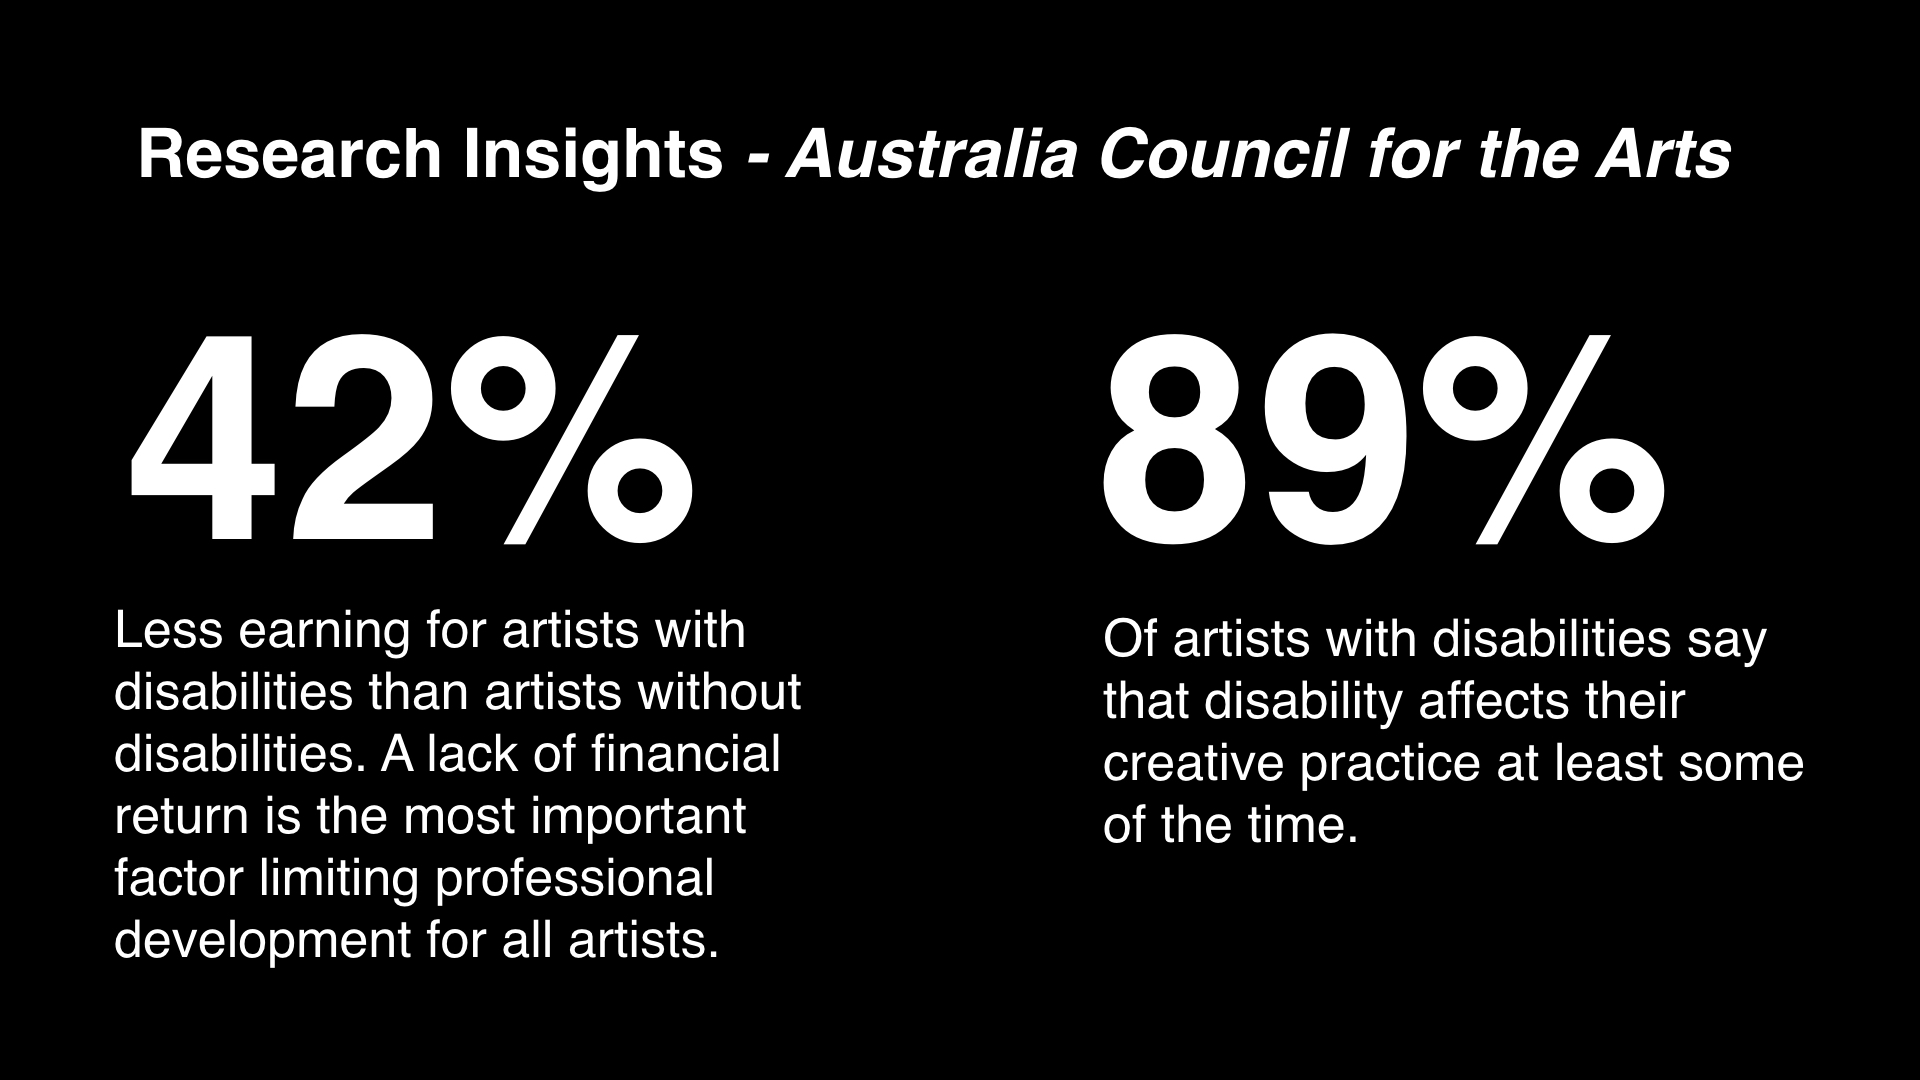 Research Insights - Australia Council for the Arts
42%
Less earning for artists with
disabilities than artists without
disabilities. A lack of financial
return is the most important
factor limiting professional
development for all artists.
89%
Of artists with disabilities say
that disability affects their
creative practice at least some
of the time.